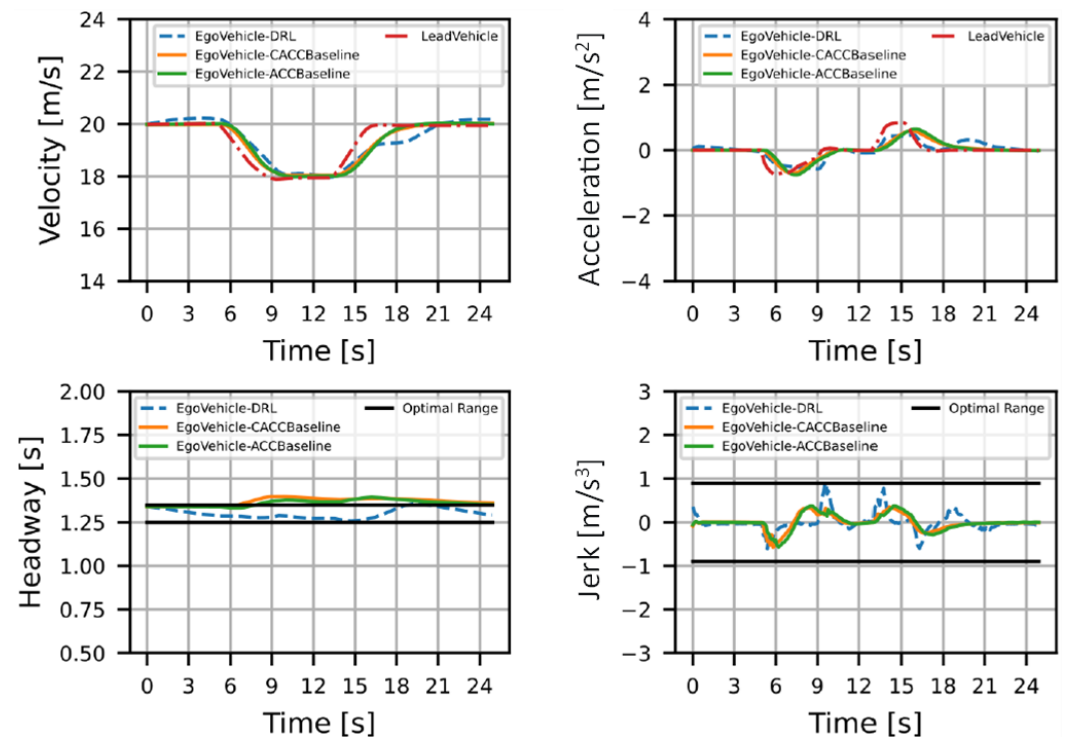 24
22
20
18
16
14
Velocity [m/s]
EgoVehicle-DRL
EgoVehicle-CACCBaseline
EgoVehicle-ACCBaseline
LeadVehicle
0 3 6 9 12 15 18 21 24
Time [s]
4
2
0
−2
−4
Acceleration [m/s²]
EgoVehicle-DRL
EgoVehicle-CACCBaseline
EgoVehicle-ACCBaseline
LeadVehicle
0 3 6 9 12 15 18 21 24
Time [s]
2.00
1.75
1.50
1.25
1.00
0.75
0.50
Headway [s]
EgoVehicle-DRL
EgoVehicle-CACCBaseline
EgoVehicle-ACCBaseline
Optimal Range
0 3 6 9 12 15 18 21 24
Time [s]
3
2
1
0
−1
−2
−3
Jerk [m/s³]
EgoVehicle-DRL
EgoVehicle-CACCBaseline
EgoVehicle-ACCBaseline
Optimal Range
0 3 6 9 12 15 18 21 24
Time [s]